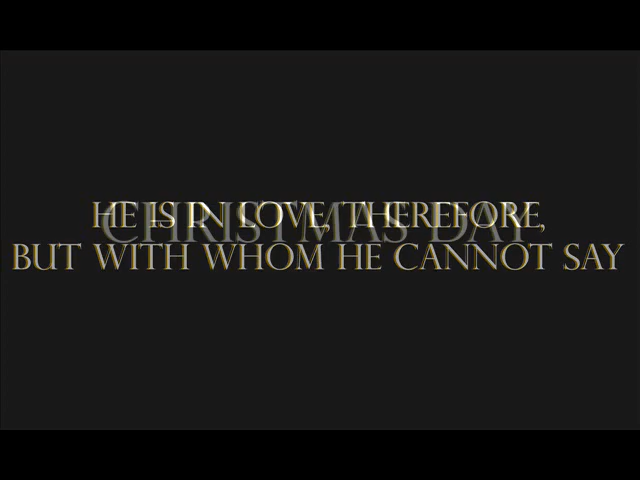 HE IS IN LOVE, THEREFORE,
CHRISTMAS DAY
BUT WITH WHOM HE CANNOT SAY